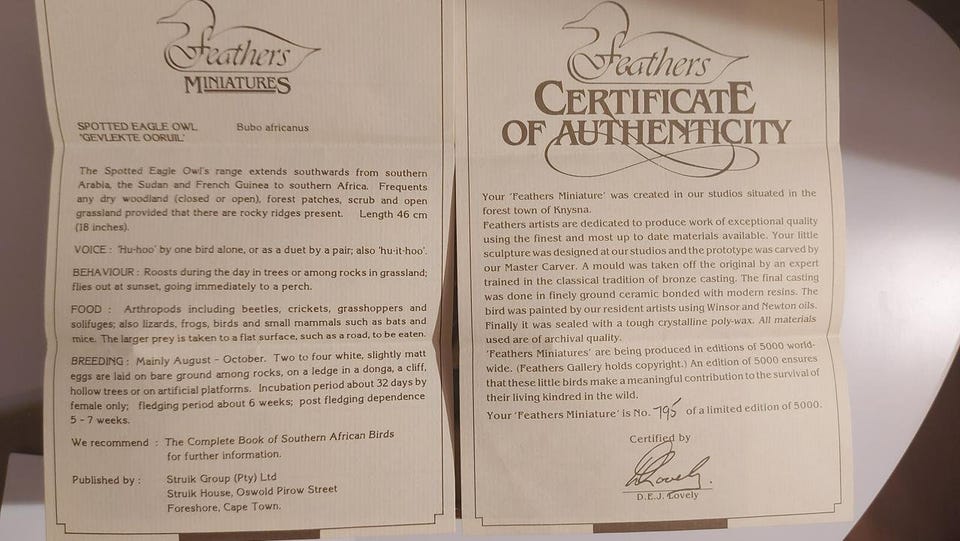 Feathers
MINIATURES
SPOTTED EAGLE OWL Bubo africanus
'GEVLEKTE OORUIL'
The Spotted Eagle Owl's range extends southwards from southern
Arabia, the Sudan and French Guinea to southern Africa. Frequents
any dry woodland (closed or open), forest patches, scrub and open
grassland provided that there are rocky ridges present. Length 46 cm
(18 inches).
VOICE : 'Hu-hoo' by one bird alone, or as a duet by a pair; also 'hu-it-hoo'.
BEHAVIOUR : Roosts during the day in trees or among rocks in grassland;
flies out at sunset, going immediately to a perch.
FOOD : Arthropods including beetles, crickets, grasshoppers and
solifuges; also lizards, frogs, birds and small mammals such as bats and
mice. The larger prey is taken to a flat surface, such as a road, to be eaten.
BREEDING : Mainly August - October. Two to four white, slightly matt
eggs are laid on bare ground among rocks, on a ledge in a donga, a cliff,
hollow trees or on artificial platforms. Incubation period about 32 days by
female only; fledging period about 6 weeks; post fledging dependence
5 - 7 weeks.
We recommend : The Complete Book of Southern African Birds
for further information.
Published by : Struik Group (Pty) Ltd
Struik House, Oswold Pirow Street
Foreshore, Cape Town.
Feathers
CERTIFICATE
OF AUTHENTICITY
Your 'Feathers Miniature' was created in our studios situated in the
forest town of Knysna.
Feathers artists are dedicated to produce work of exceptional quality
using the finest and most up to date materials available. Your little
sculpture was designed at our studios and the prototype was carved by
our Master Carver. A mould was taken off the original by an expert
trained in the classical tradition of bronze casting. The final casting
was done in finely ground ceramic bonded with modern resins. The
bird was painted by our resident artists using Winsor and Newton oils.
Finally it was sealed with a tough crystalline poly-wax. All materials
used are of archival quality.
'Feathers Miniatures' are being produced in editions of 5000 world-
wide. (Feathers Gallery holds copyright.) An edition of 5000 ensures
that these little birds make a meaningful contribution to the survival of
their living kindred in the wild.
Your 'Feathers Miniature' is No. 795 of a limited edition of 5000.
Certified by
D Lovely
D.E.J. Lovely